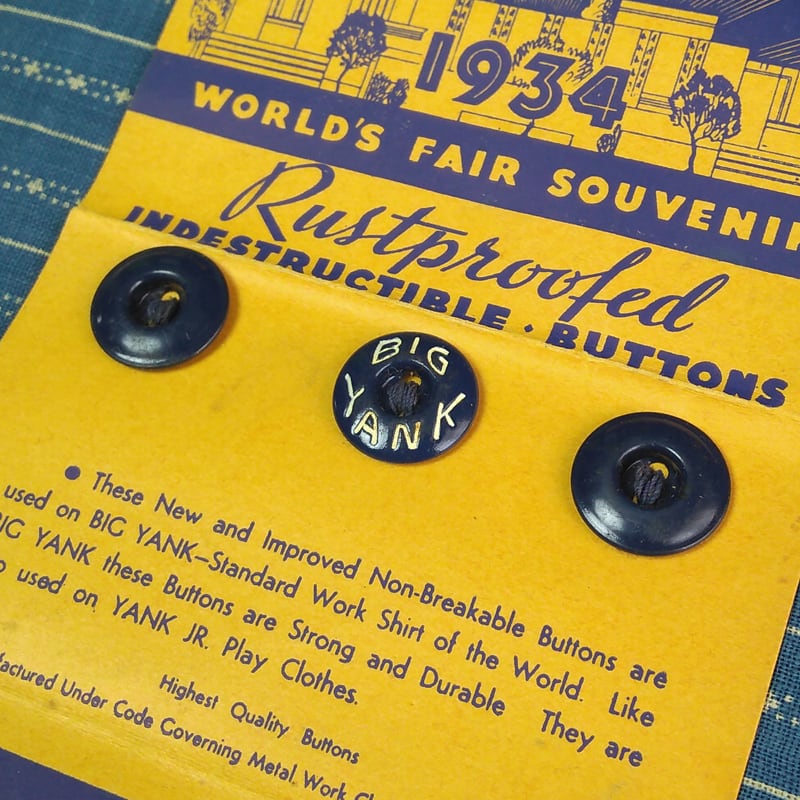 1934
WORLD'S FAIR SOUVENIR
Rustproofed
INDESTRUCTIBLE · BUTTONS
BIG
YANK
● These New and Improved Non-Breakable Buttons are
used on BIG YANK—Standard Work Shirt of the World. Like
BIG YANK these Buttons are Strong and Durable They are
used on YANK JR. Play Clothes.
Highest Quality Buttons
Under Code Governing Metal Work